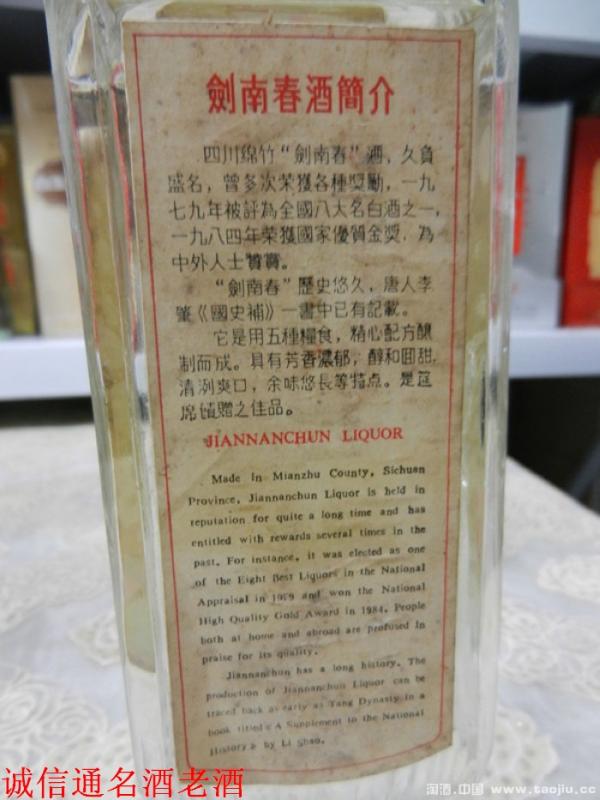 劍南春酒簡介
四川绵竹“劍南春”酒，久負
盛名，曾多次荣獲各種獎勵，一九
七九年被評為全國八大名白酒之一，
一九八四年荣獲國家優質金獎，為
中外人士贊賞。
“劍南春”歷史悠久，唐人李
肇《國史補》一書中已有記載。
它是用五種糧食，精心配方釀
制而成。具有芳香濃郁，醇和回甜，
清洌爽口，余味悠長等特点。是筵
席饋贈之佳品。
JIANNANCHUN LIQUOR
Made in Mianzhu County, Sichuan
Province, Jiannanchun Liquor is held in
reputation for quite a long time and has
entitled with rewards several times in the
past. For instance, it was elected as one
of the Eight Best Liquors in the National
Appraisal in 1979 and won the National
High Quality Gold Award in 1984. People
both at home and abroad are profused in
praise for its quality.
Jiannanchun has a long history. The
production of Jiannanchun Liquor can be
traced back as early as Tang Dynasty in a
book titled《A Supplement to the National
History》 by Li Shao.
诚信通名酒老酒
淘酒.中国 www.taojiu.cc